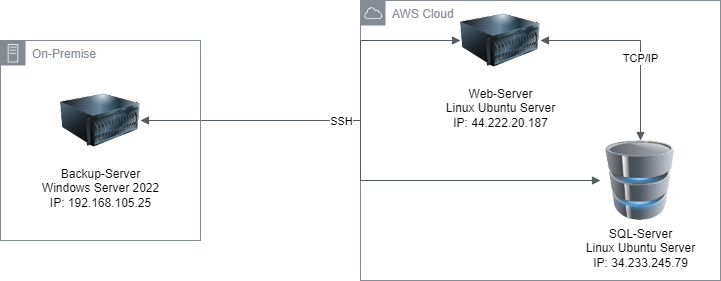 AWS Cloud
On-Premise
Web-Server
Linux Ubuntu Server
IP: 44.222.20.187
TCP/IP
SSH
Backup-Server
Windows Server 2022
IP: 192.168.105.25
SQL-Server
Linux Ubuntu Server
IP: 34.233.245.79